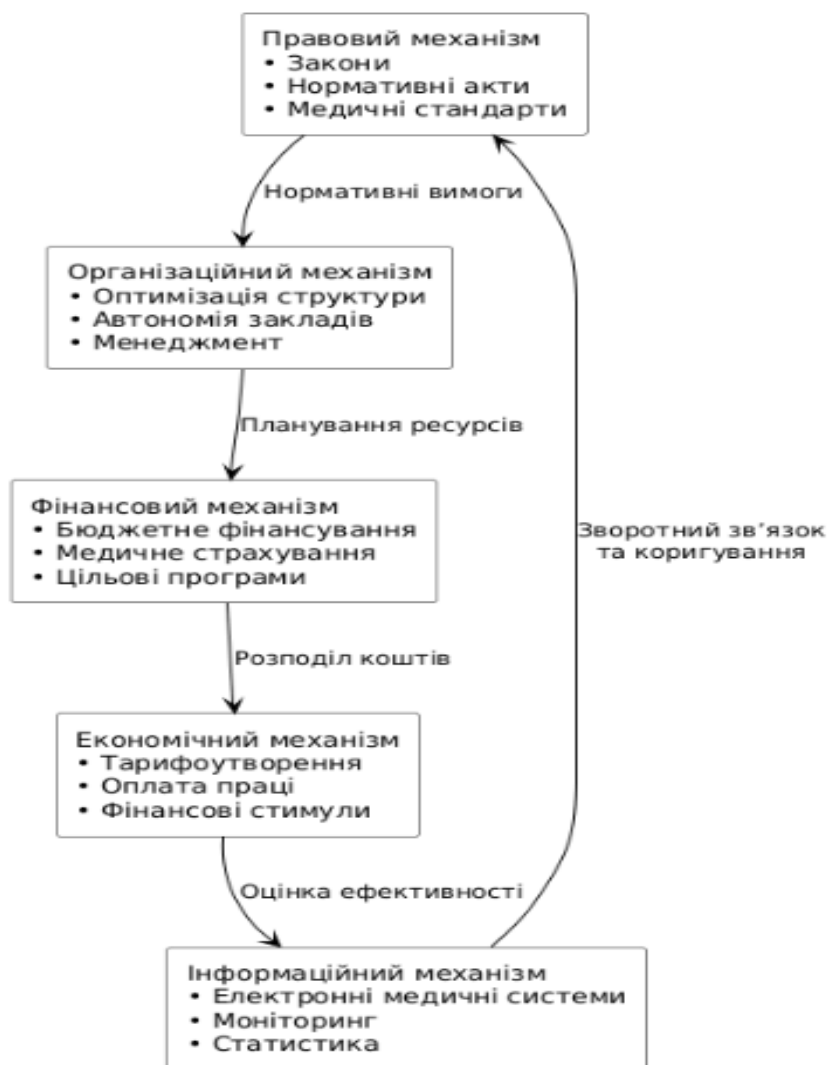 Правовий механізм
• Закони
• Нормативні акти
• Медичні стандарти
Нормативні вимоги
Організаційний механізм
• Оптимізація структури
• Автономія закладів
• Менеджмент
Планування ресурсів
Фінансовий механізм
• Бюджетне фінансування
• Медичне страхування
• Цільові програми
Зворотний зв’язок
та коригування
Розподіл коштів
Економічний механізм
• Тарифоутворення
• Оплата праці
• Фінансові стимули
Оцінка ефективності
Інформаційний механізм
• Електронні медичні системи
• Моніторинг
• Статистика